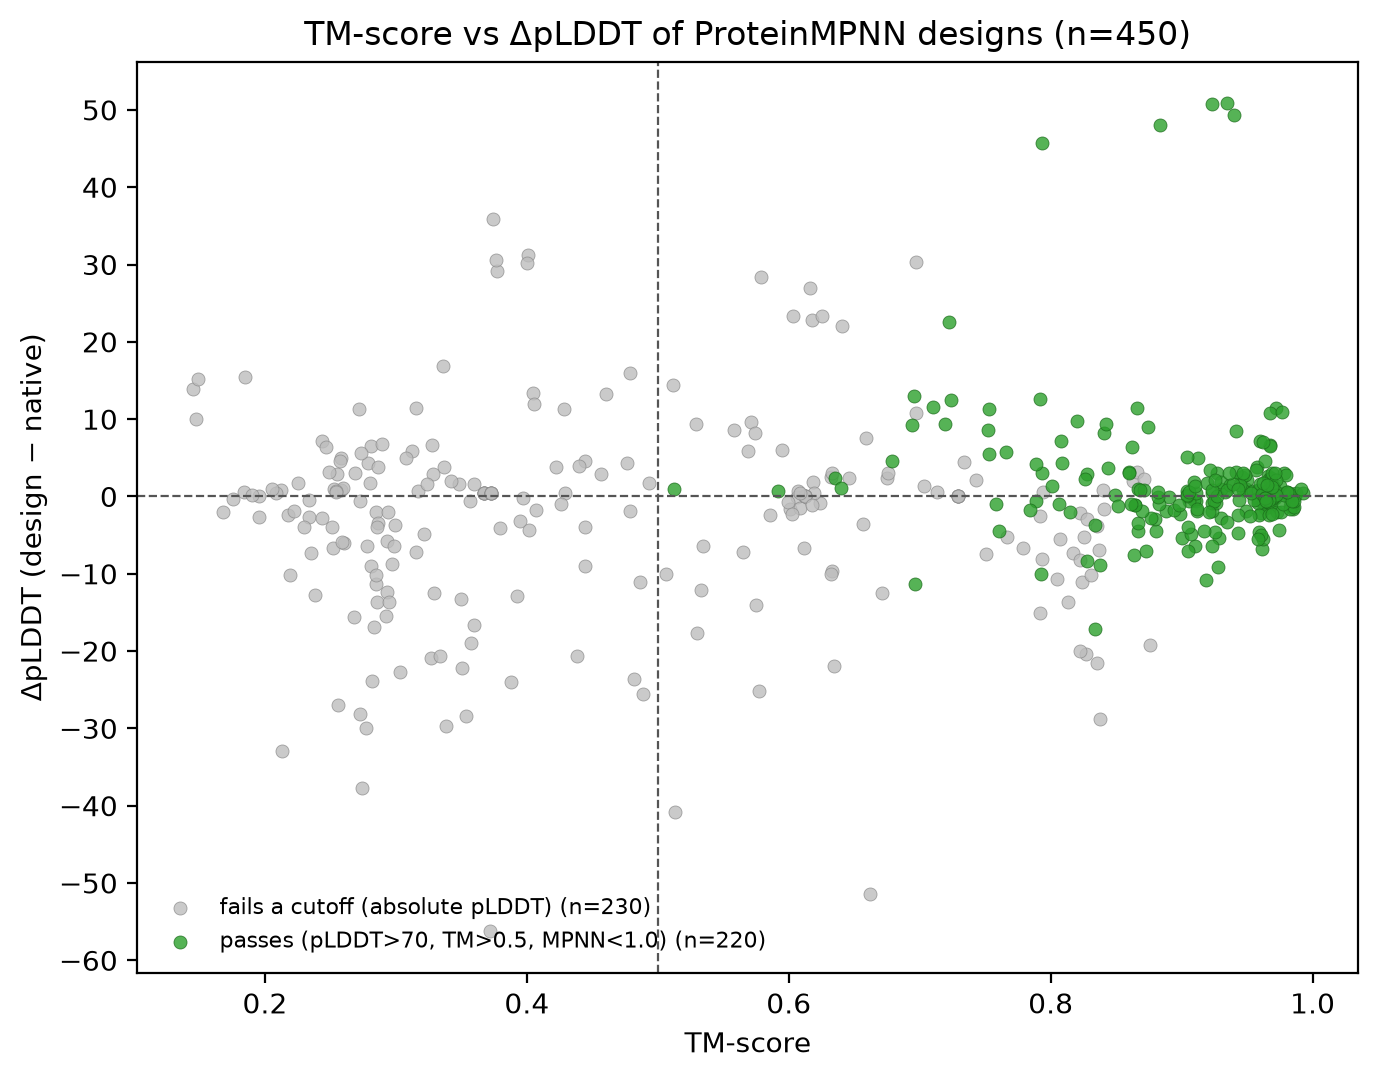 TM-score vs ΔpLDDT of ProteinMPNN designs (n=450)
ΔpLDDT (design − native)
50
40
30
20
10
0
−10
−20
−30
−40
−50
−60
fails a cutoff (absolute pLDDT) (n=230)
passes (pLDDT>70, TM>0.5, MPNN<1.0) (n=220)
0.2 0.4 0.6 0.8 1.0
TM-score